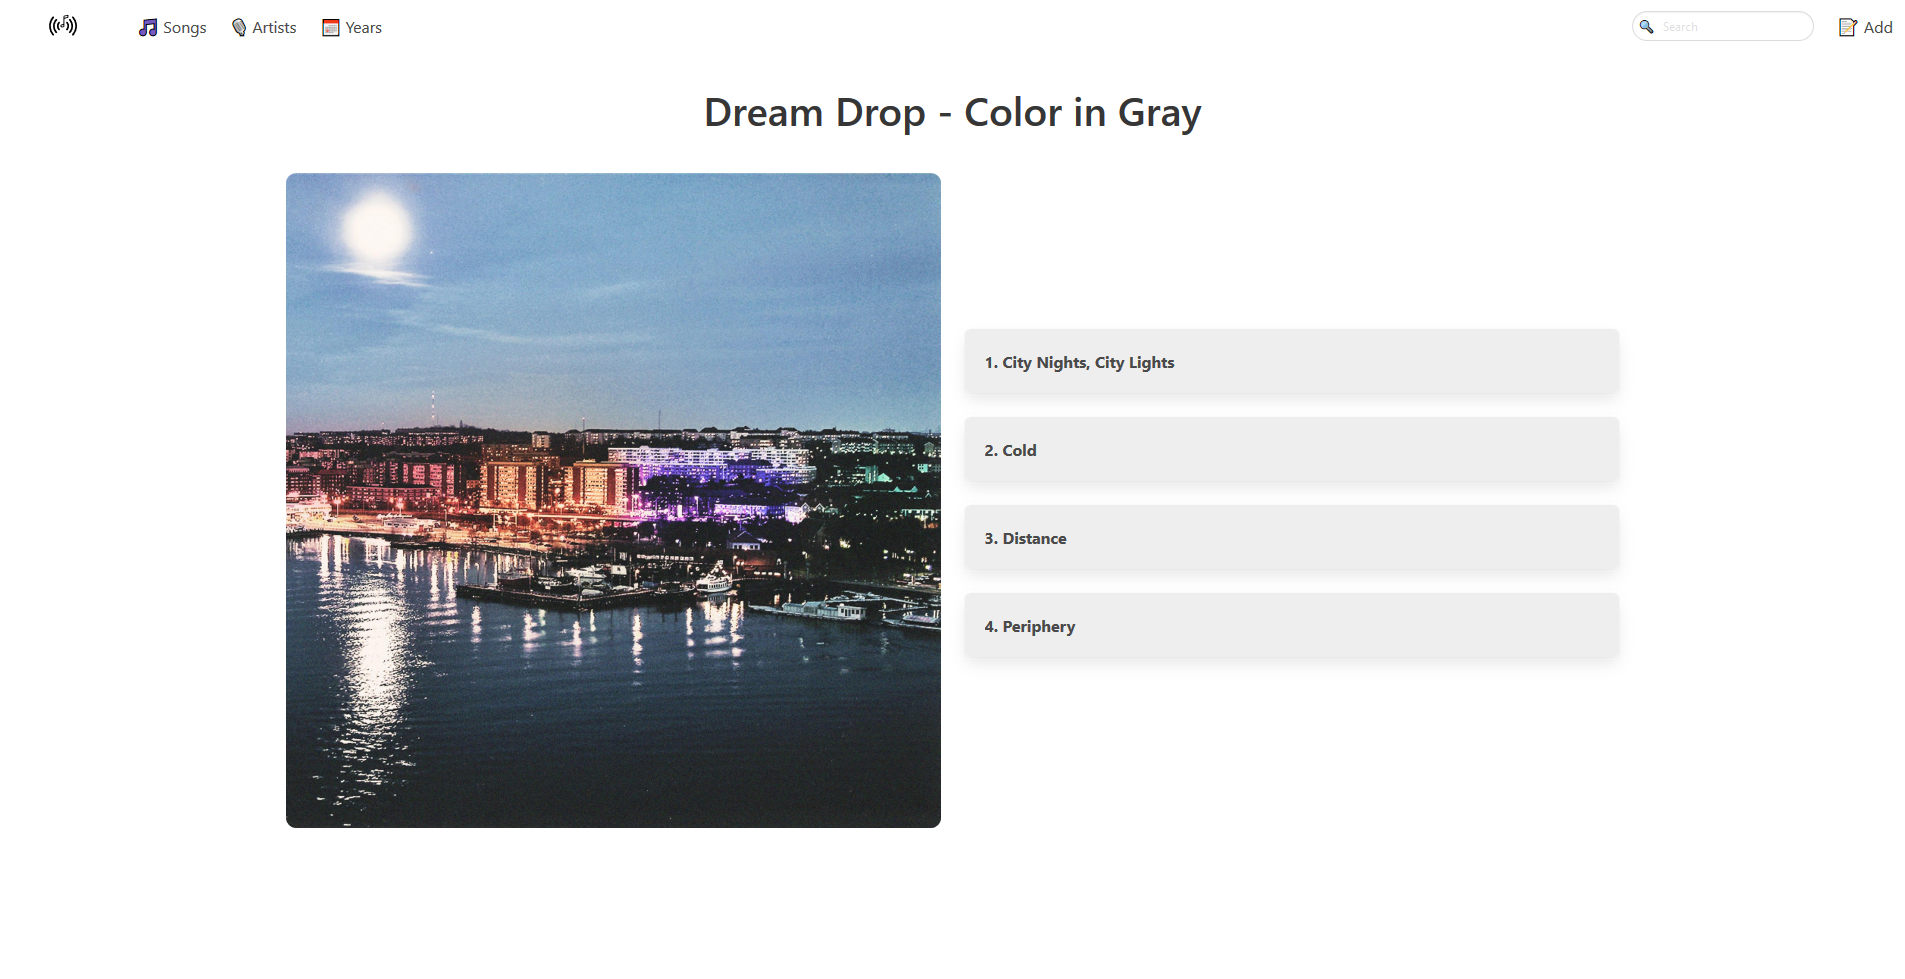 Songs
Artists
Years
Search
Add
Dream Drop - Color in Gray
1. City Nights, City Lights
2. Cold
3. Distance
4. Periphery